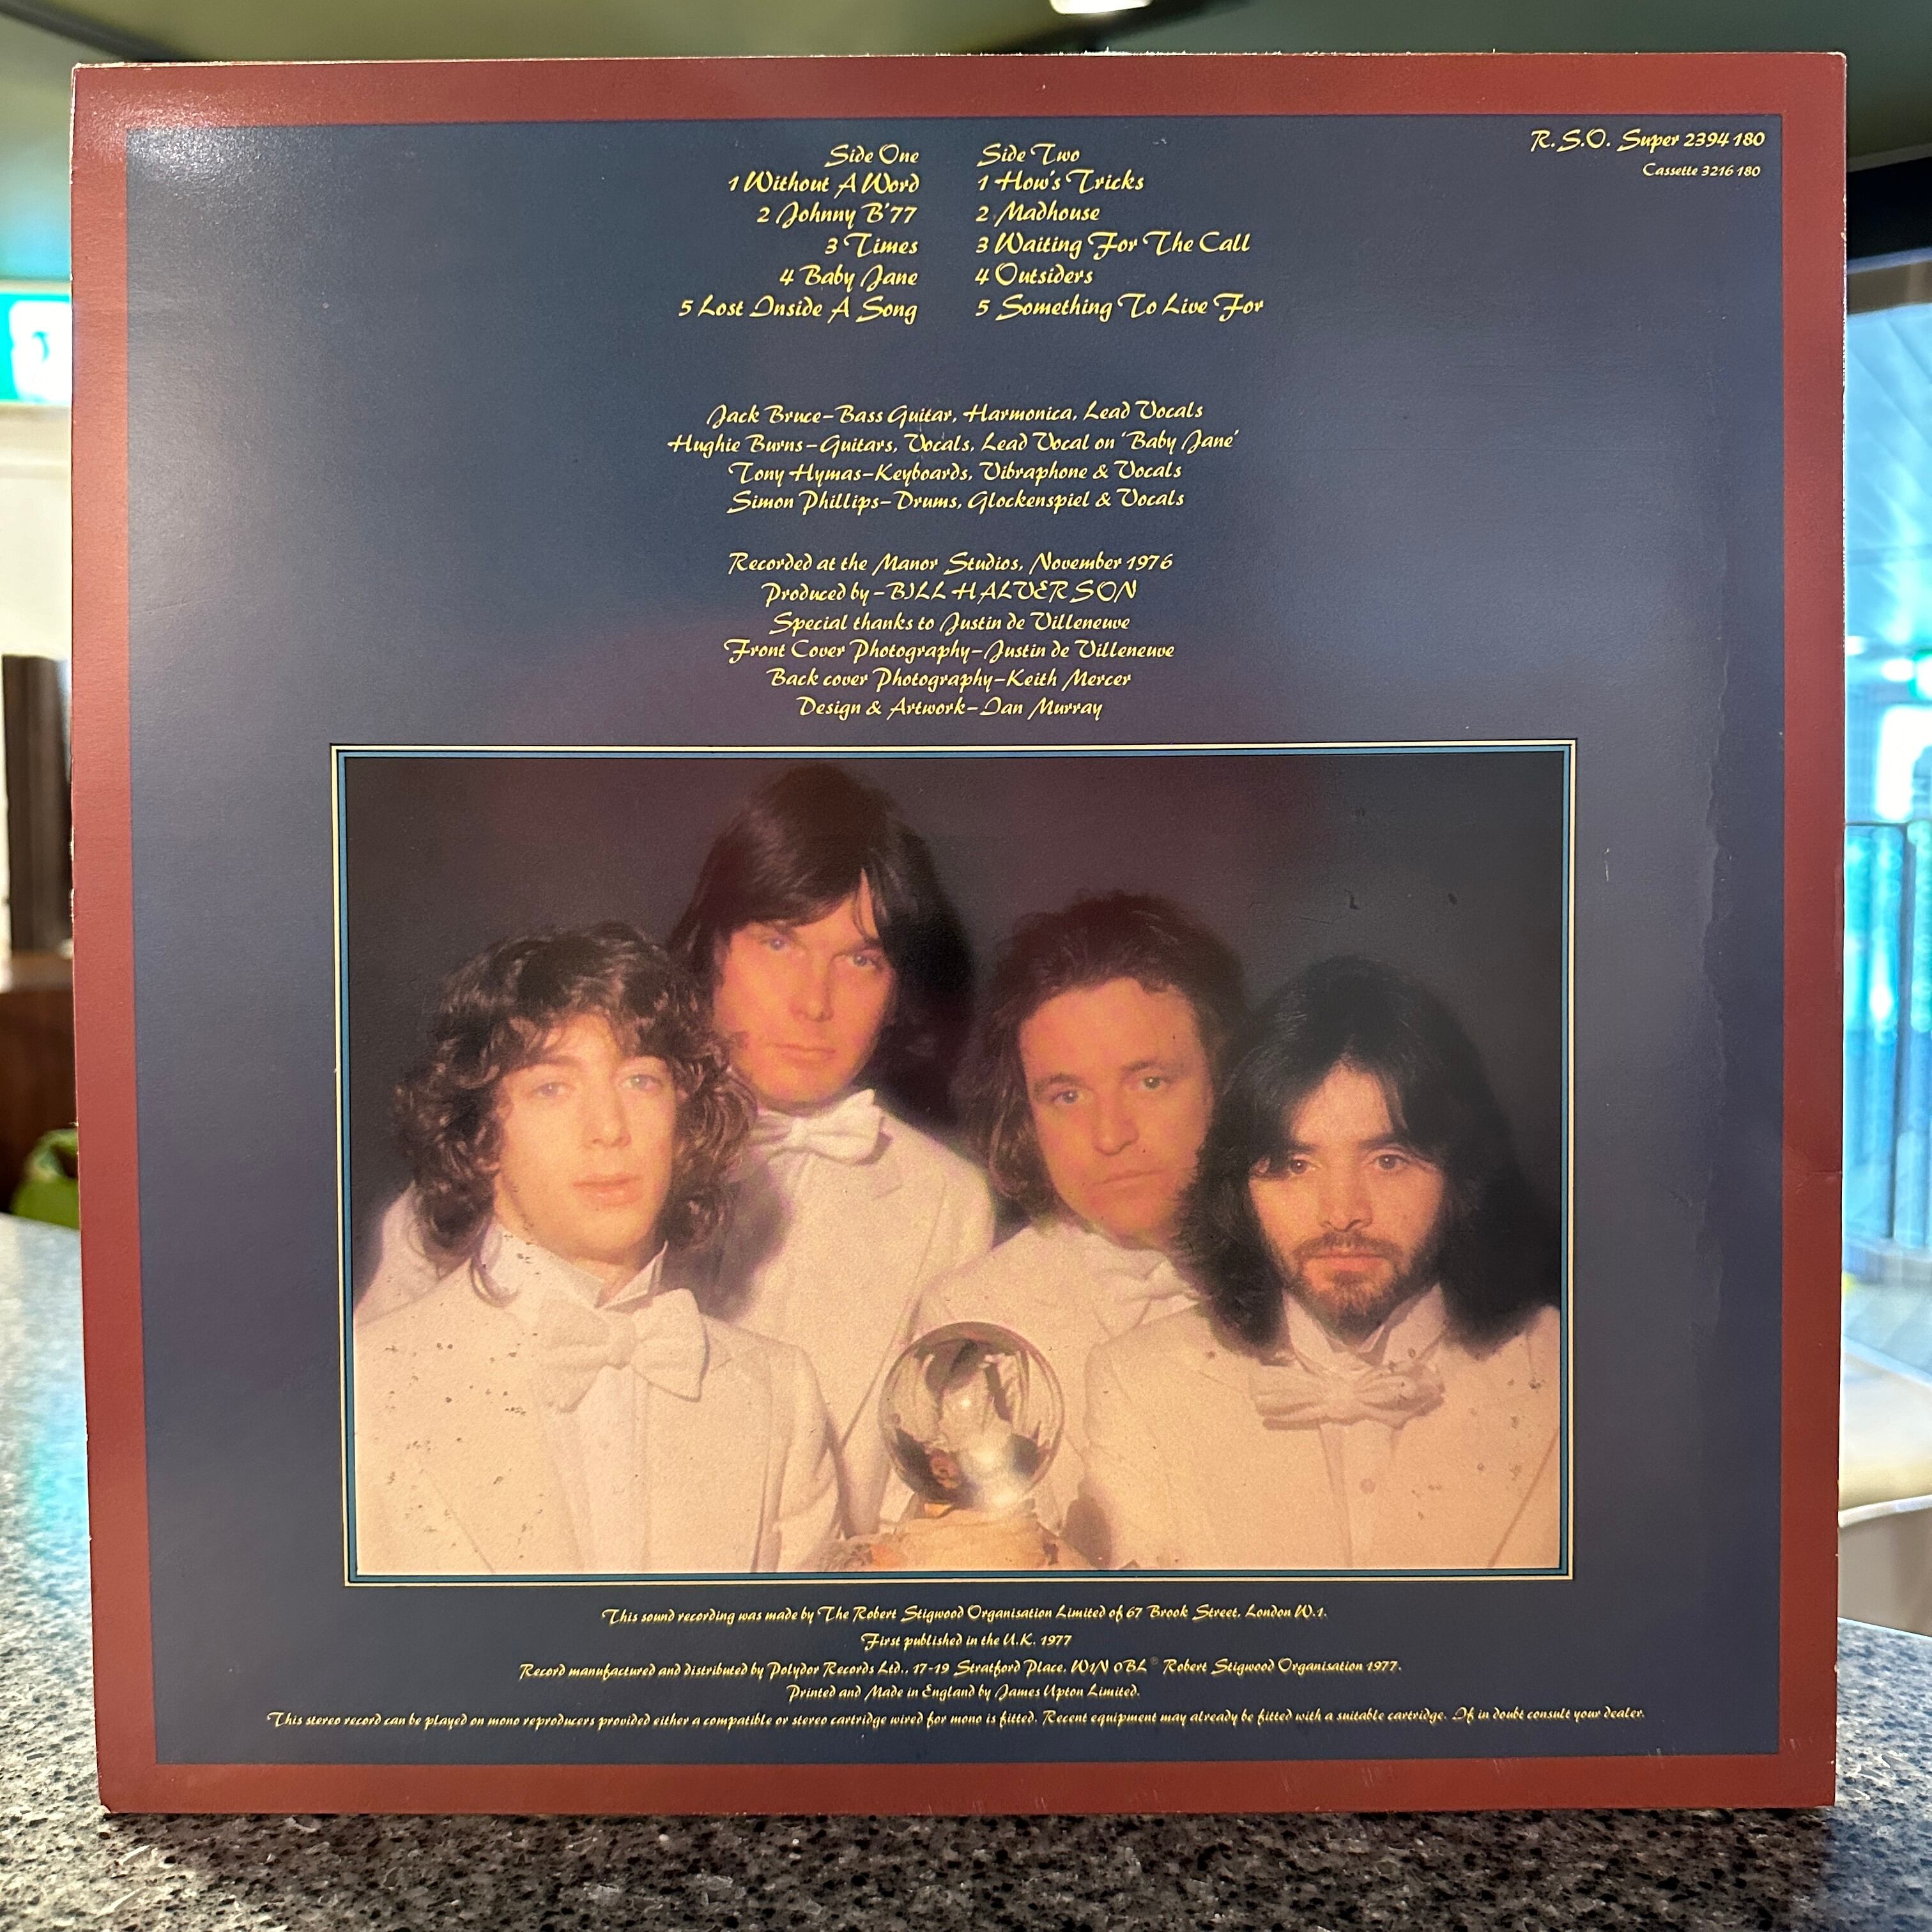 R.S.O. Super 2394 180
Cassette 3216 180
Side One
1 Without A Word
2 Johnny B'77
3 Times
4 Baby Jane
5 Lost Inside A Song
Side Two
1 How's Tricks
2 Madhouse
3 Waiting For The Call
4 Outsiders
5 Something To Live For
Jack Bruce–Bass Guitar, Harmonica, Lead Vocals
Hughie Burns–Guitars, Vocals, Lead Vocal on 'Baby Jane'
Tony Hymas–Keyboards, Vibraphone & Vocals
Simon Phillips–Drums, Glockenspiel & Vocals
Recorded at the Manor Studios, November 1976
Produced by –BILL HALVERSON
Special thanks to Justin de Villeneuve
Front Cover Photography–Justin de Villeneuve
Back cover Photography–Keith Mercer
Design & Artwork–Ian Murray
This sound recording was made by The Robert Stigwood Organisation Limited of 67 Brook Street, London W.1.
First published in the U.K. 1977
Record manufactured and distributed by Polydor Records Ltd., 17-19 Stratford Place, W1N 0BL ℗ Robert Stigwood Organisation 1977.
Printed and Made in England by James Upton Limited.
This stereo record can be played on mono reproducers provided either a compatible or stereo cartridge wired for mono is fitted. Recent equipment may already be fitted with a suitable cartridge. If in doubt consult your dealer.